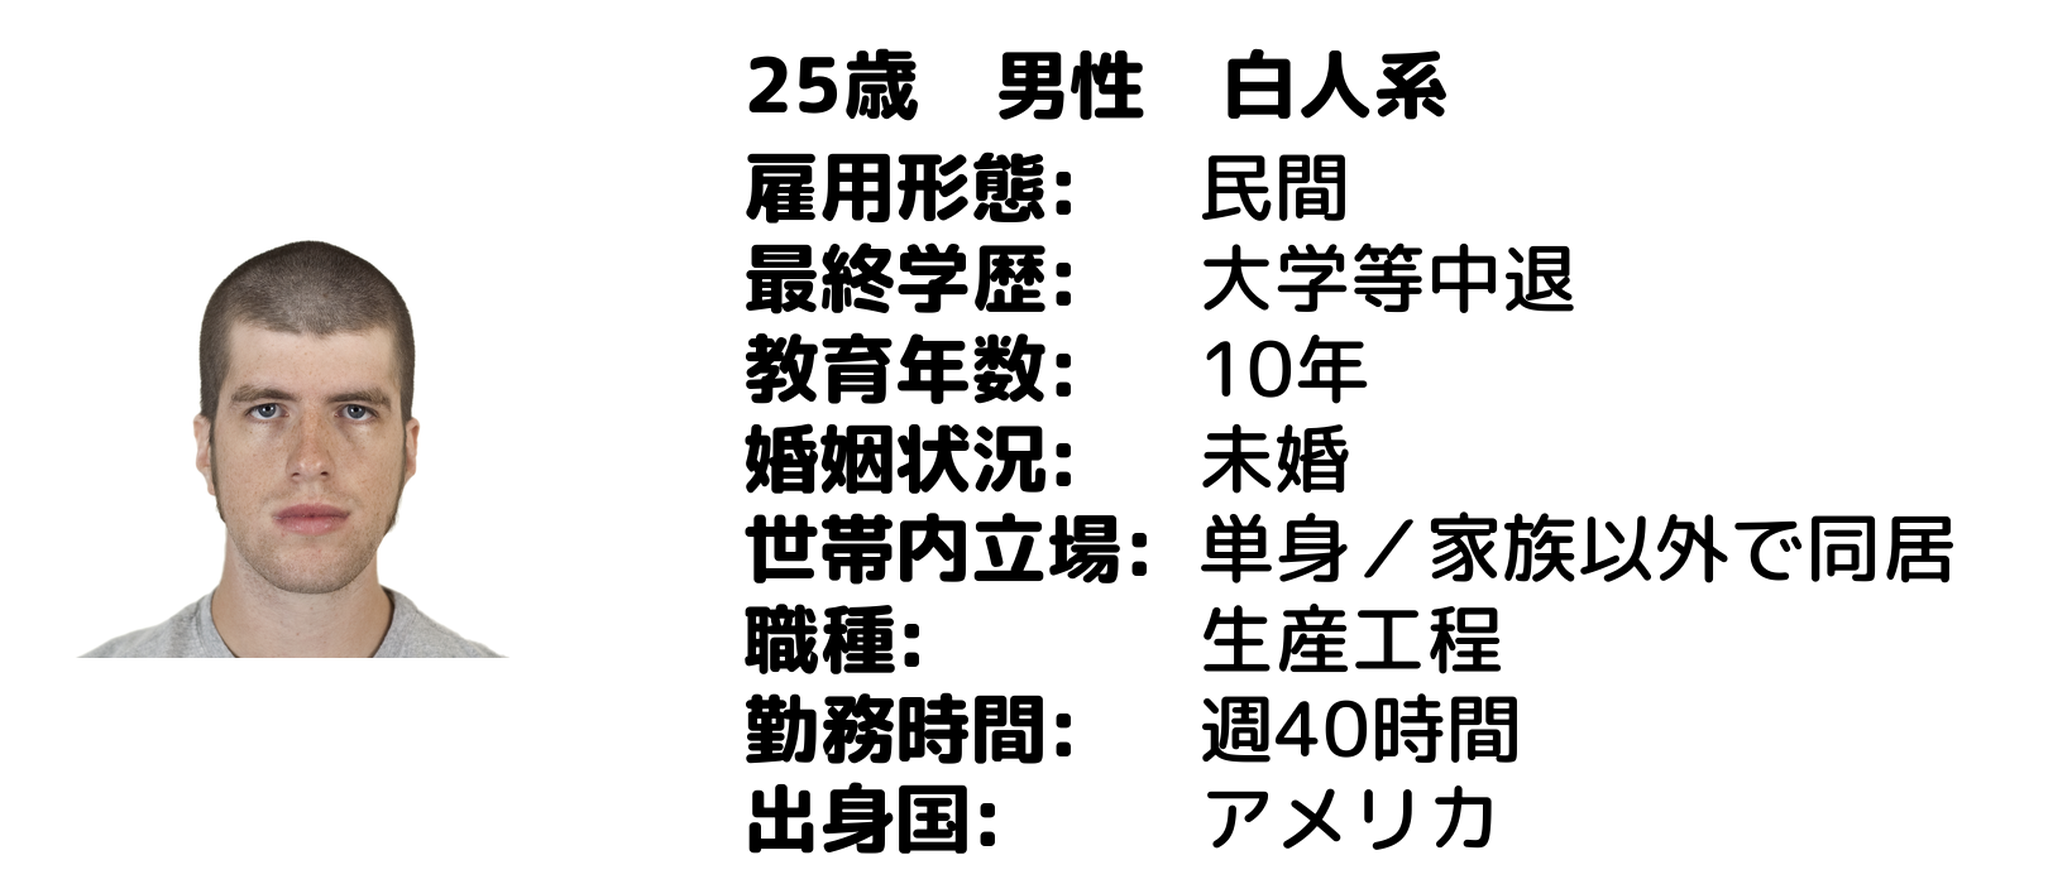 25歳　男性　白人系
雇用形態:　民間
最終学歴:　大学等中退
教育年数:　10年
婚姻状況:　未婚
世帯内立場:　単身／家族以外で同居
職種:　生産工程
勤務時間:　週40時間
出身国:　アメリカ